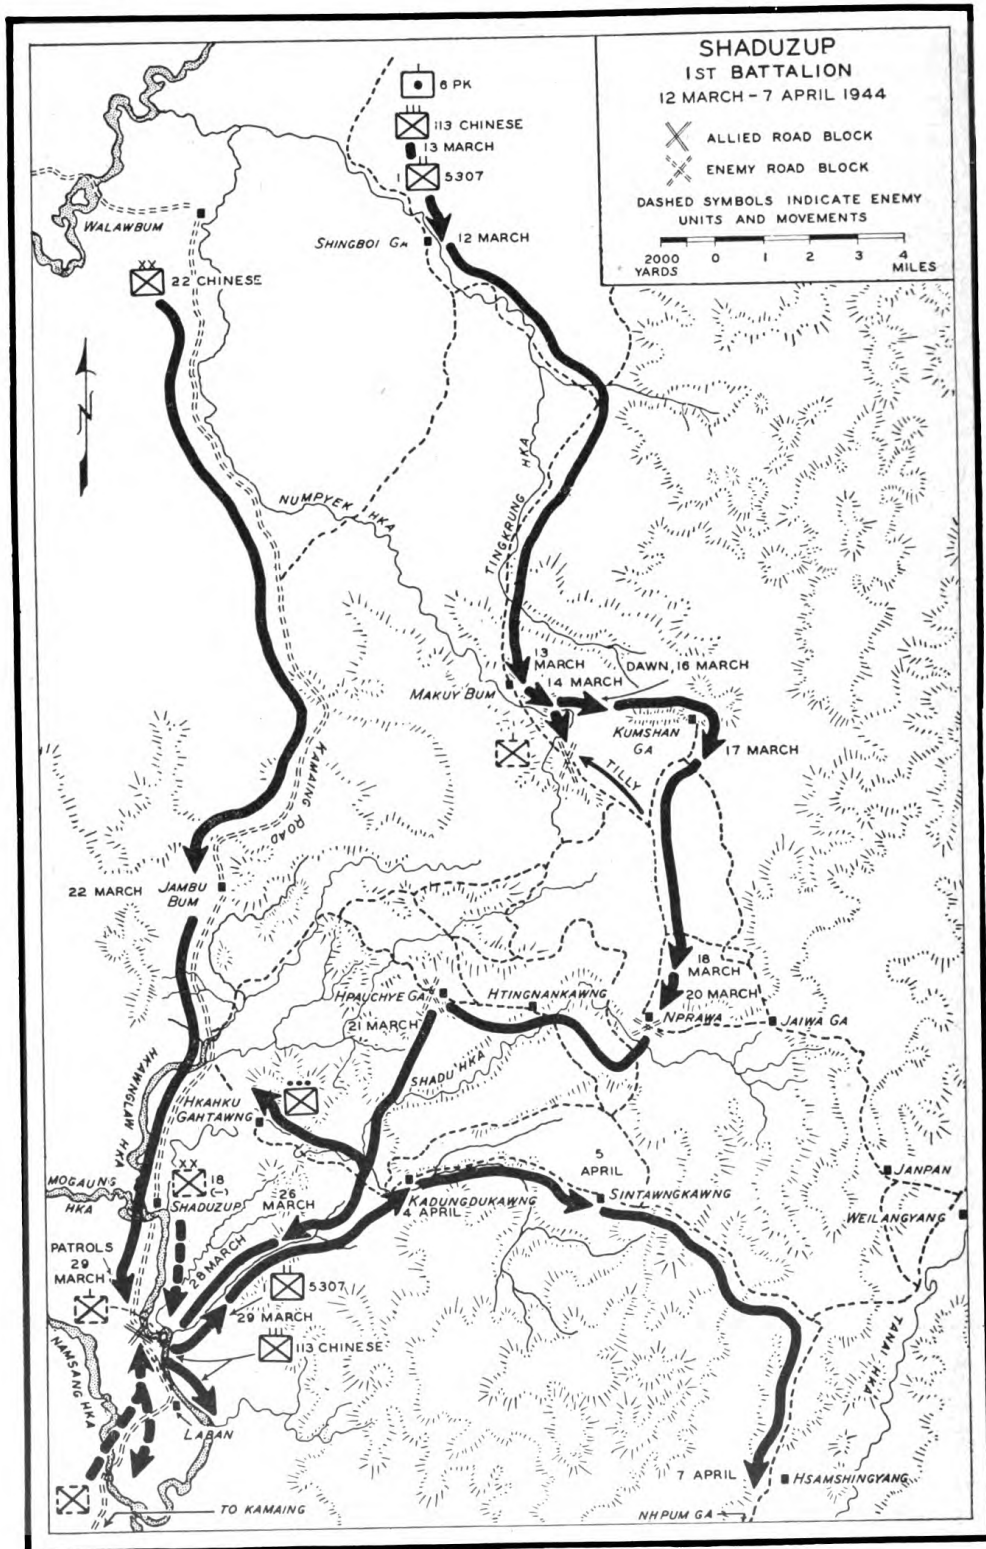 SHADUZUP
1ST BATTALION
12 MARCH – 7 APRIL 1944
ALLIED ROAD BLOCK
ENEMY ROAD BLOCK
DASHED SYMBOLS INDICATE ENEMY
UNITS AND MOVEMENTS
2000 0 1 2 3 4
YARDS MILES
6 PK
113 CHINESE
13 MARCH
1 5307
12 MARCH
SHINGBOI GA
WALAWBUM
XX
22 CHINESE
NUMPYEK HKA
TINGKRUNG HKA
13
MARCH
14 MARCH
DAWN, 16 MARCH
MAKUY BUM
KUMSHAN
GA
17 MARCH
TILLY
KAMAING ROAD
22 MARCH
JAMBU
BUM
18
MARCH
20 MARCH
HPAUCHYE GA
HTINGNANKAWNG
NPRAWA
JAIWA GA
21 MARCH
SHADU HKA
HKAWNGLAW HKA
HKAHKU
GAHTAWNG
5
APRIL
JANPAN
MOGAUNG
HKA
XX
18
(–)
SHADUZUP
26
MARCH
KADUNGDUKAWNG
4 APRIL
SINTAWNGKAWNG
WEILANGYANG
PATROLS
29
MARCH
28 MARCH
5307
29 MARCH
113 CHINESE
NAMSANG HKA
TANAI HKA
LABAN
7 APRIL
HSAMSHINGYANG
TO KAMAING
NHPUM GA